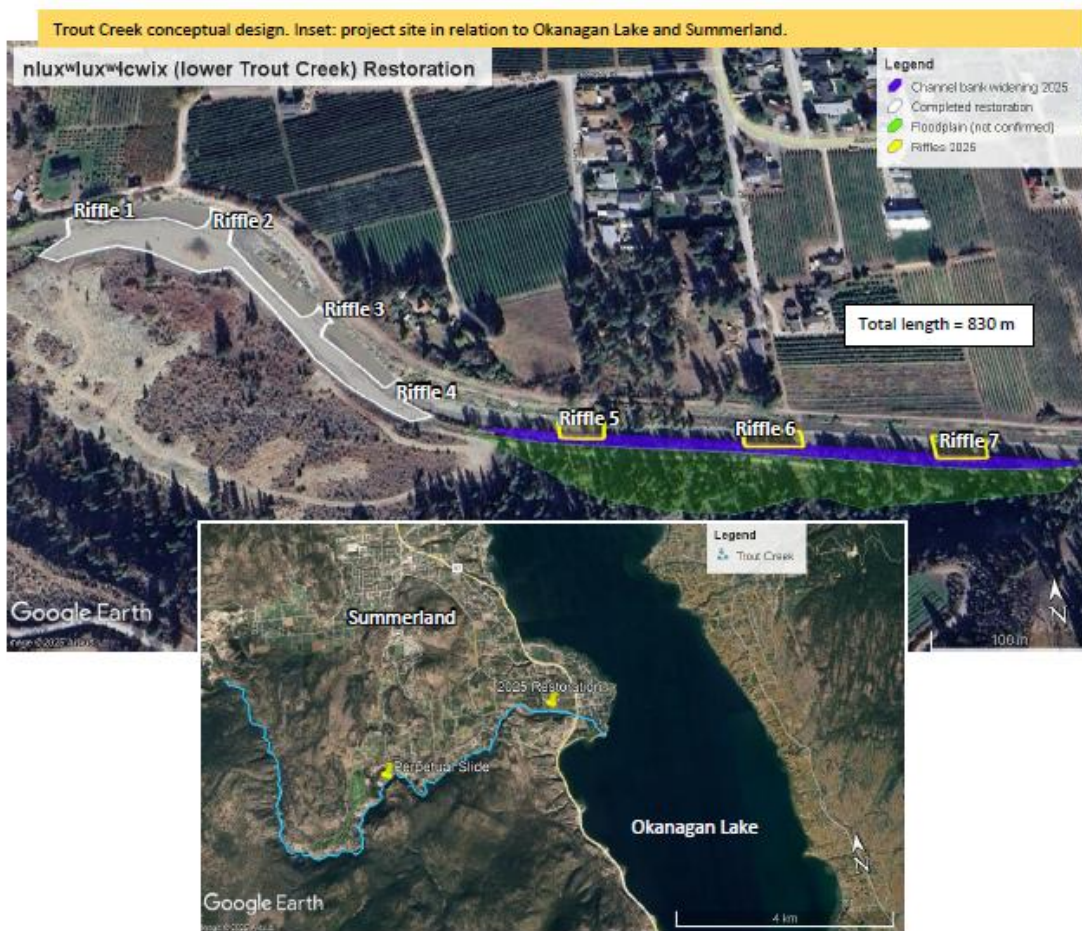 Trout Creek conceptual design. Inset: project site in relation to Okanagan Lake and Summerland.
nluxʷluxʷɬcwix (lower Trout Creek) Restoration
Legend
Channel bank widening 2025
Completed restoration
Floodplain (not confirmed)
Riffles 2025
Riffle 1
Riffle 2
Riffle 3
Riffle 4
Riffle 5
Riffle 6
Riffle 7
Total length = 830 m
Google Earth
100 m
N
Legend
Trout Creek
Summerland
2025 Restoration
Perpetual Slide
Okanagan Lake
Google Earth
4 km
N